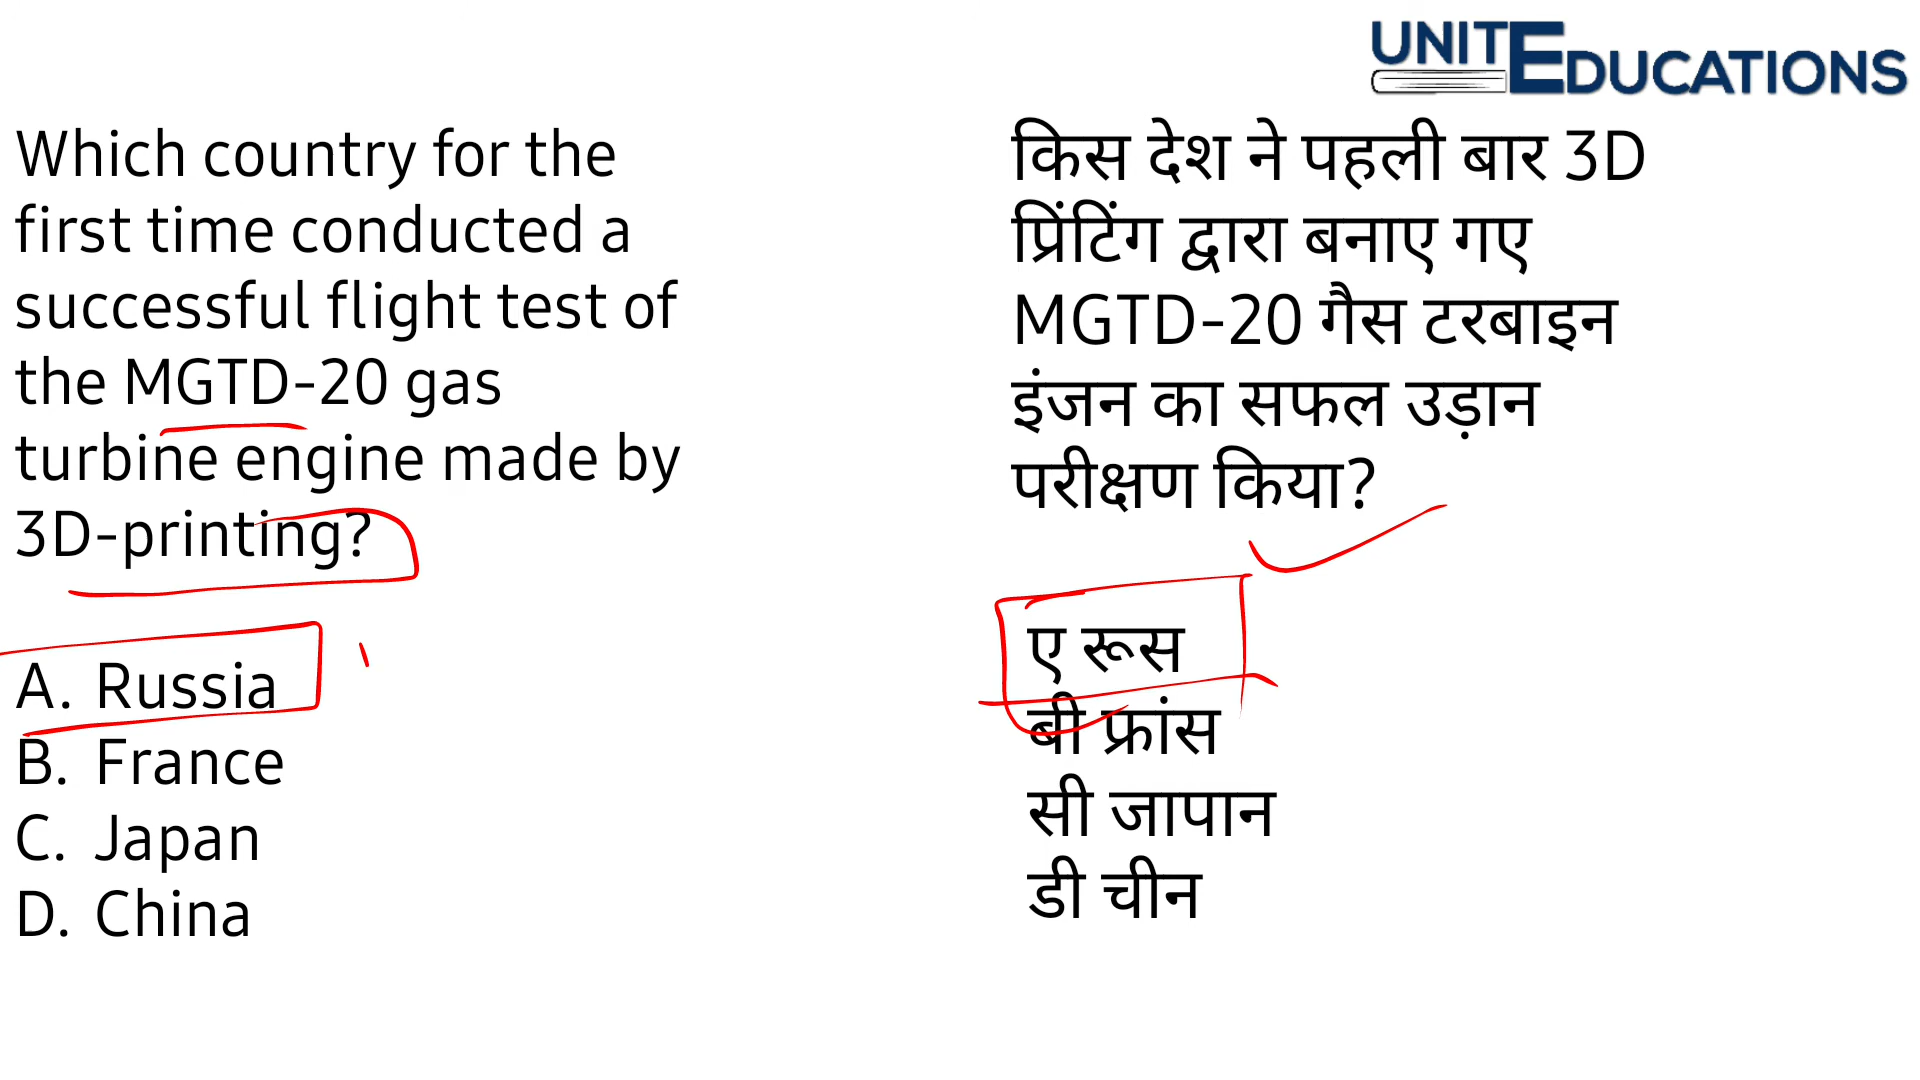 UNITEDUCATIONS
Which country for the
first time conducted a
successful flight test of
the MGTD-20 gas
turbine engine made by
3D-printing?
A. Russia
B. France
C. Japan
D. China
किस देश ने पहली बार 3D
प्रिंटिंग द्वारा बनाए गए
MGTD-20 गैस टरबाइन
इंजन का सफल उड़ान
परीक्षण किया?
ए रूस
बी फ्रांस
सी जापान
डी चीन